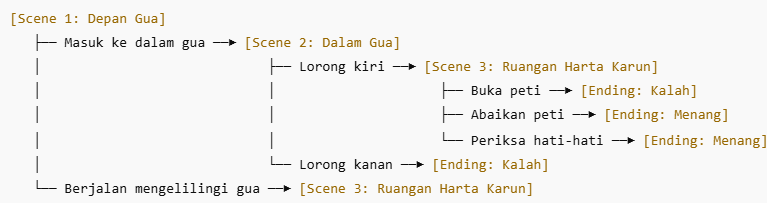 [Scene 1: Depan Gua]
├── Masuk ke dalam gua ──► [Scene 2: Dalam Gua]
│ ├── Lorong kiri ──► [Scene 3: Ruangan Harta Karun]
│ │ ├── Buka peti ──► [Ending: Kalah]
│ │ ├── Abaikan peti ──► [Ending: Menang]
│ │ └── Periksa hati-hati ──► [Ending: Menang]
│ └── Lorong kanan ──► [Ending: Kalah]
└── Berjalan mengelilingi gua ──► [Scene 3: Ruangan Harta Karun]